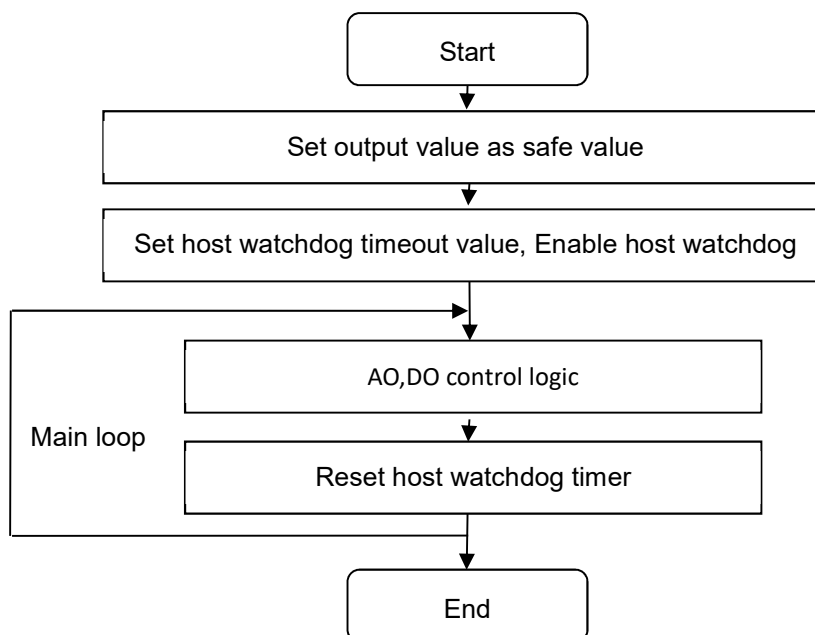 Start
Set output value as safe value
Set host watchdog timeout value, Enable host watchdog
AO,DO control logic
Main loop
Reset host watchdog timer
End